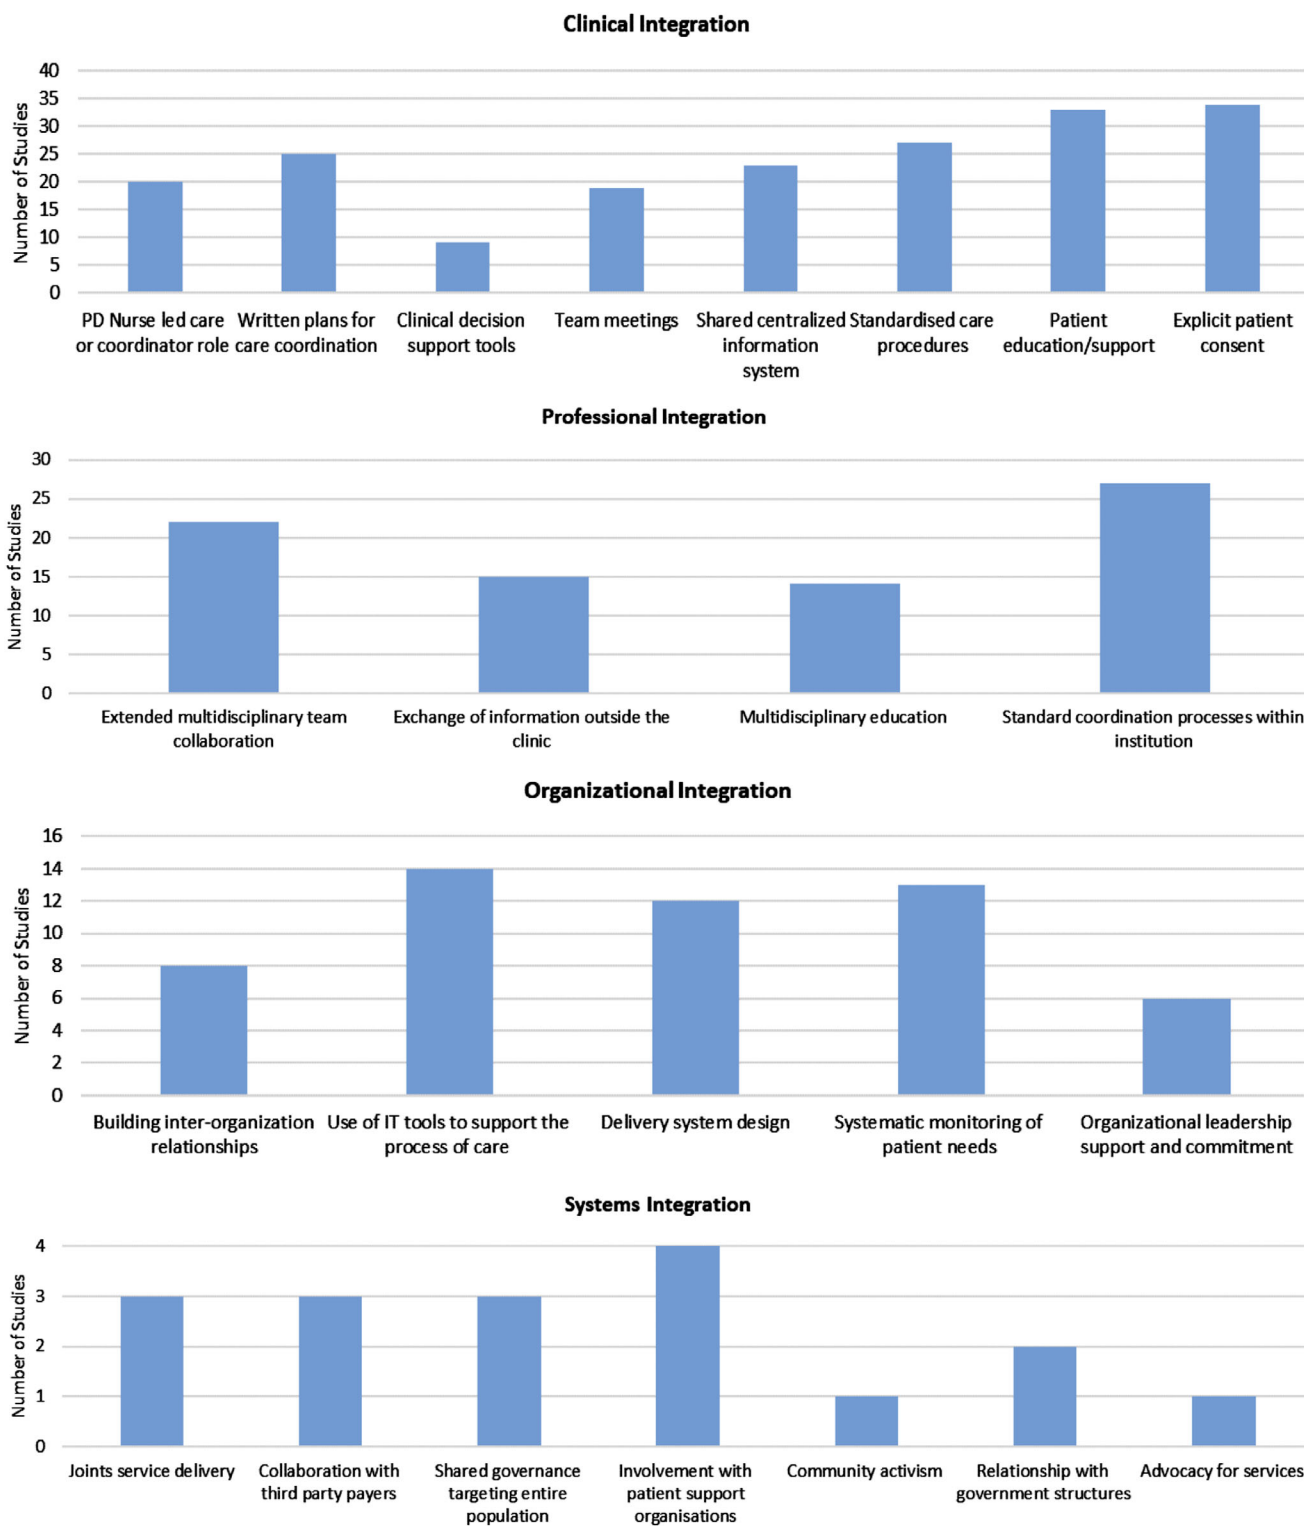 Clinical Integration
Number of Studies
40
35
30
25
20
15
10
5
0
PD Nurse led care
or coordinator role
Written plans for
care coordination
Clinical decision
support tools
Team meetings
Shared centralized
information
system
Standardised care
procedures
Patient
education/support
Explicit patient
consent
Professional Integration
Number of Studies
30
25
20
15
10
5
0
Extended multidisciplinary team
collaboration
Exchange of information outside the
clinic
Multidisciplinary education
Standard coordination processes within
institution
Organizational Integration
Number of Studies
16
14
12
10
8
6
4
2
0
Building inter-organization
relationships
Use of IT tools to support the
process of care
Delivery system design
Systematic monitoring of
patient needs
Organizational leadership
support and commitment
Systems Integration
Number of Studies
4
3
2
1
0
Joints service delivery
Collaboration with
third party payers
Shared governance
targeting entire
population
Involvement with
patient support
organisations
Community activism
Relationship with
government structures
Advocacy for services